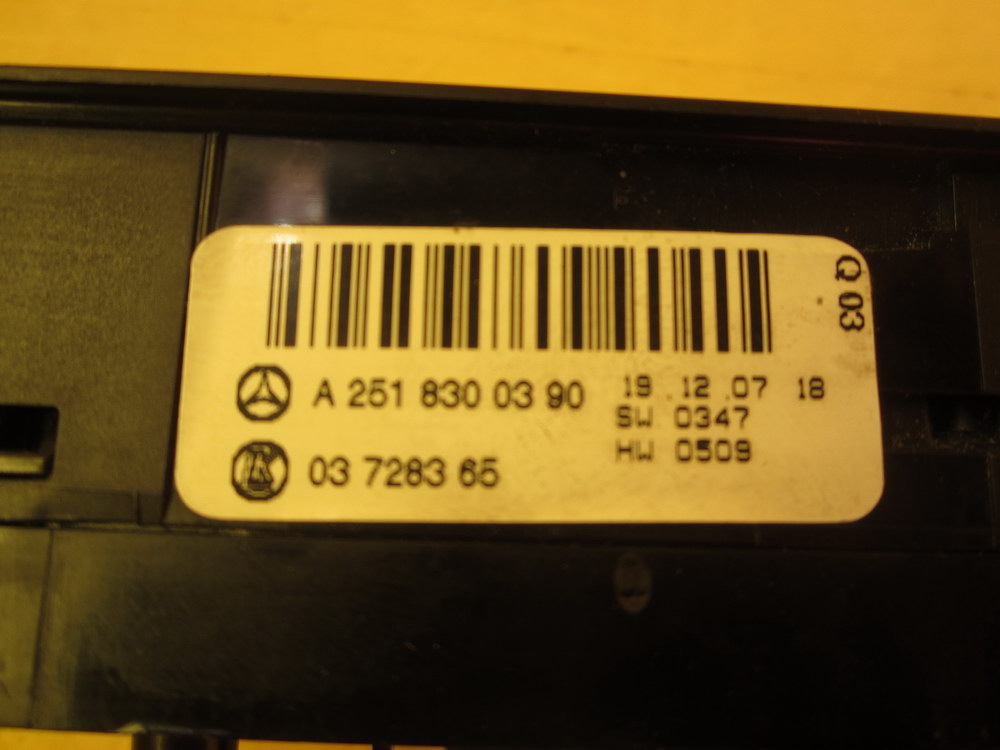 Q 03
A 251 830 03 90
19.12.07 18
SW 0347
HW 0509
03 7283 65